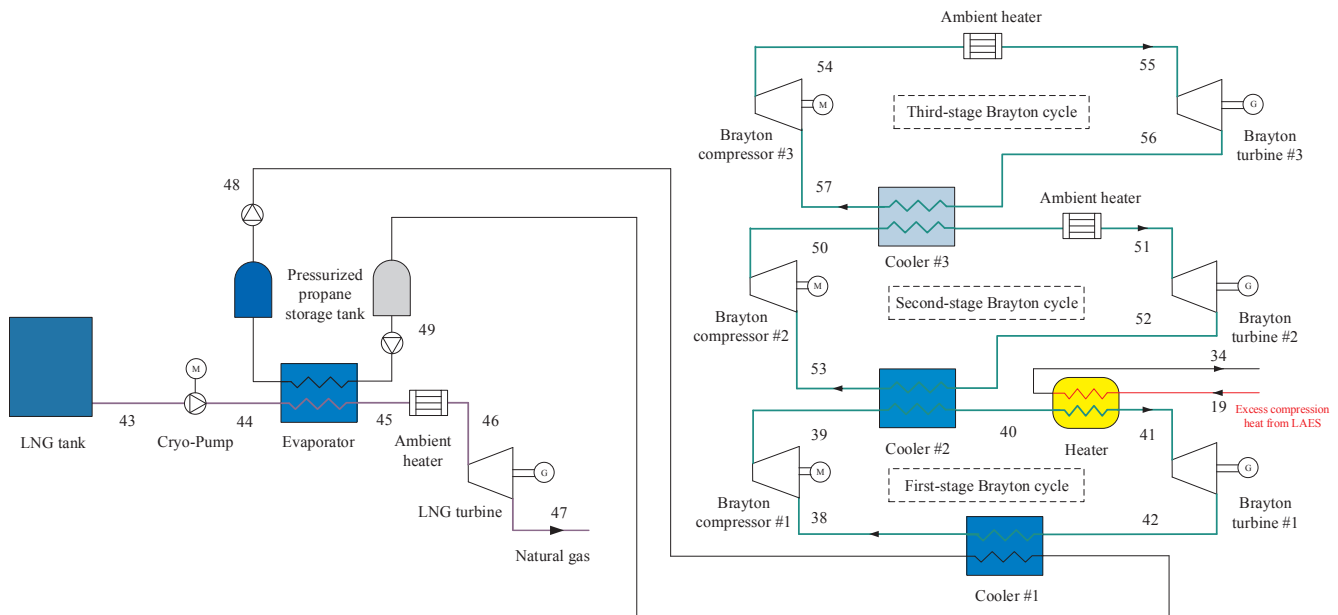 Ambient heater
54
55
M
G
Third-stage Brayton cycle
Brayton
compressor #3
56
Brayton
turbine #3
48
57
Ambient heater
50
51
Cooler #3
Pressurized
propane
storage tank
M
G
Second-stage Brayton cycle
Brayton
compressor #2
49
52
Brayton
turbine #2
34
M
53
19
Excess compression
heat from LAES
43
44
45
46
LNG tank
Cryo-Pump
Evaporator
Ambient
heater
39
Cooler #2
40
Heater
41
G
M
G
LNG turbine
First-stage Brayton cycle
Brayton
compressor #1
38
42
Brayton
turbine #1
47
Natural gas
Cooler #1